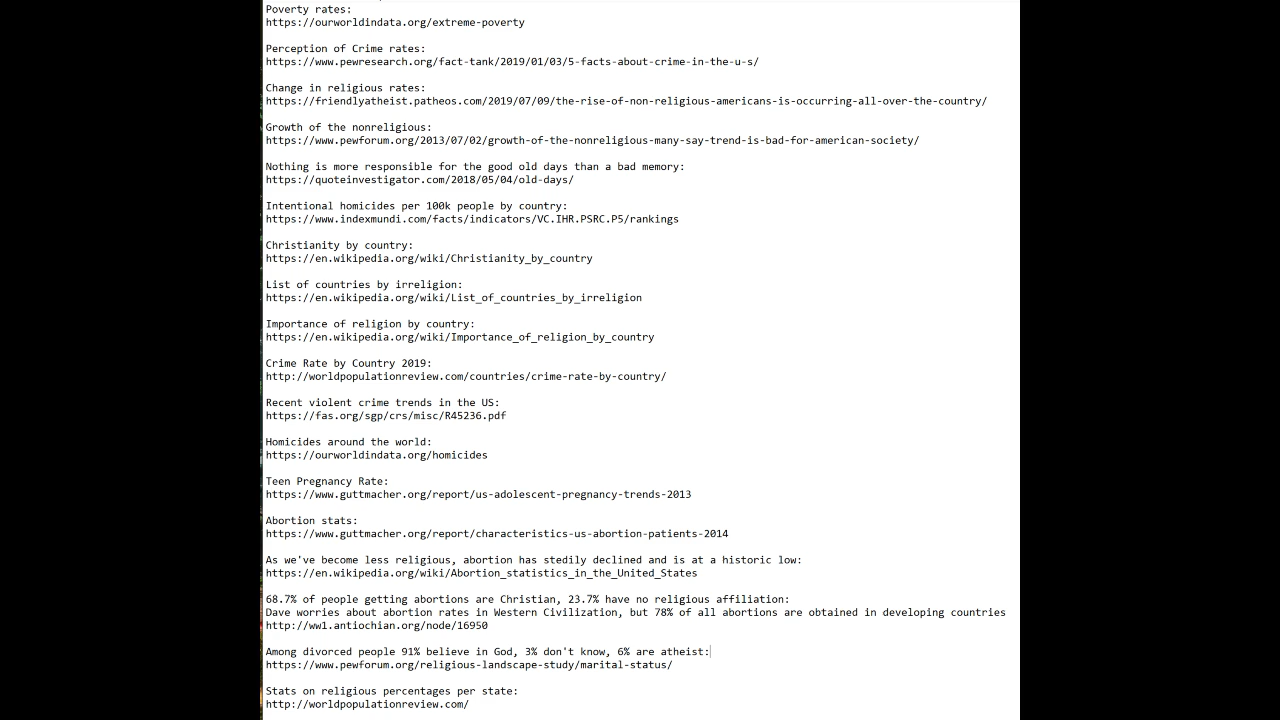 Poverty rates:
https://ourworldindata.org/extreme-poverty
Perception of Crime rates:
https://www.pewresearch.org/fact-tank/2019/01/03/5-facts-about-crime-in-the-u-s/
Change in religious rates:
https://friendlyatheist.patheos.com/2019/07/09/the-rise-of-non-religious-americans-is-occurring-all-over-the-country/
Growth of the nonreligious:
https://www.pewforum.org/2013/07/02/growth-of-the-nonreligious-many-say-trend-is-bad-for-american-society/
Nothing is more responsible for the good old days than a bad memory:
https://quoteinvestigator.com/2018/05/04/old-days/
Intentional homicides per 100k people by country:
https://www.indexmundi.com/facts/indicators/VC.IHR.PSRC.P5/rankings
Christianity by country:
https://en.wikipedia.org/wiki/Christianity_by_country
List of countries by irreligion:
https://en.wikipedia.org/wiki/List_of_countries_by_irreligion
Importance of religion by country:
https://en.wikipedia.org/wiki/Importance_of_religion_by_country
Crime Rate by Country 2019:
http://worldpopulationreview.com/countries/crime-rate-by-country/
Recent violent crime trends in the US:
https://fas.org/sgp/crs/misc/R45236.pdf
Homicides around the world:
https://ourworldindata.org/homicides
Teen Pregnancy Rate:
https://www.guttmacher.org/report/us-adolescent-pregnancy-trends-2013
Abortion stats:
https://www.guttmacher.org/report/characteristics-us-abortion-patients-2014
As we've become less religious, abortion has stedily declined and is at a historic low:
https://en.wikipedia.org/wiki/Abortion_statistics_in_the_United_States
68.7% of people getting abortions are Christian, 23.7% have no religious affiliation:
Dave worries about abortion rates in Western Civilization, but 78% of all abortions are obtained in developing countries
http://ww1.antiochian.org/node/16950
Among divorced people 91% believe in God, 3% don't know, 6% are atheist:
https://www.pewforum.org/religious-landscape-study/marital-status/
Stats on religious percentages per state:
http://worldpopulationreview.com/